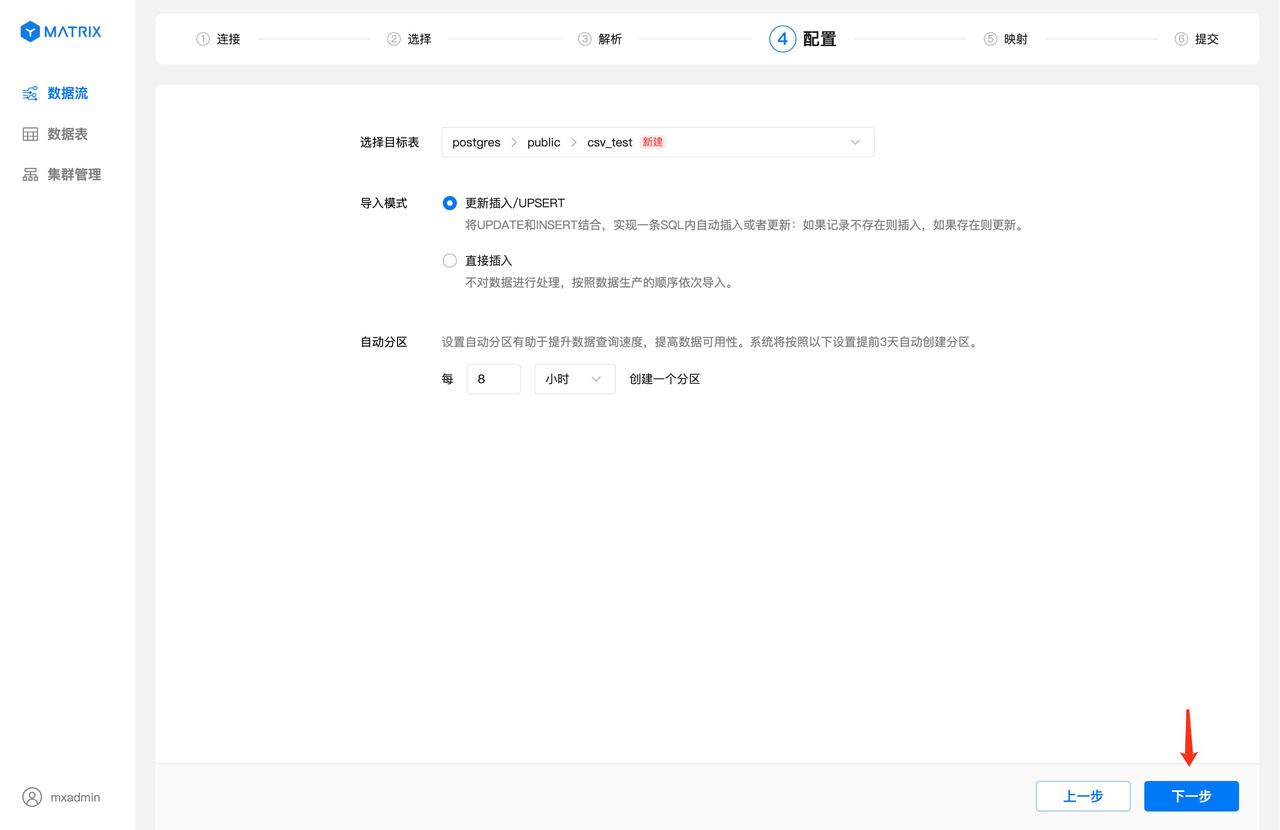 MATRIX
① 连接 ② 选择 ③ 解析 4 配置 ⑤ 映射 ⑥ 提交
数据流
数据表
集群管理
选择目标表 postgres > public > csv_test 新建
导入模式 更新插入/UPSERT
将UPDATE和INSERT结合，实现一条SQL内自动插入或者更新：如果记录不存在则插入，如果存在则更新。
直接插入
不对数据进行处理，按照数据生产的顺序依次导入。
自动分区 设置自动分区有助于提升数据查询速度，提高数据可用性。系统将按照以下设置提前3天自动创建分区。
每 8 小时 创建一个分区
mxadmin
上一步 下一步